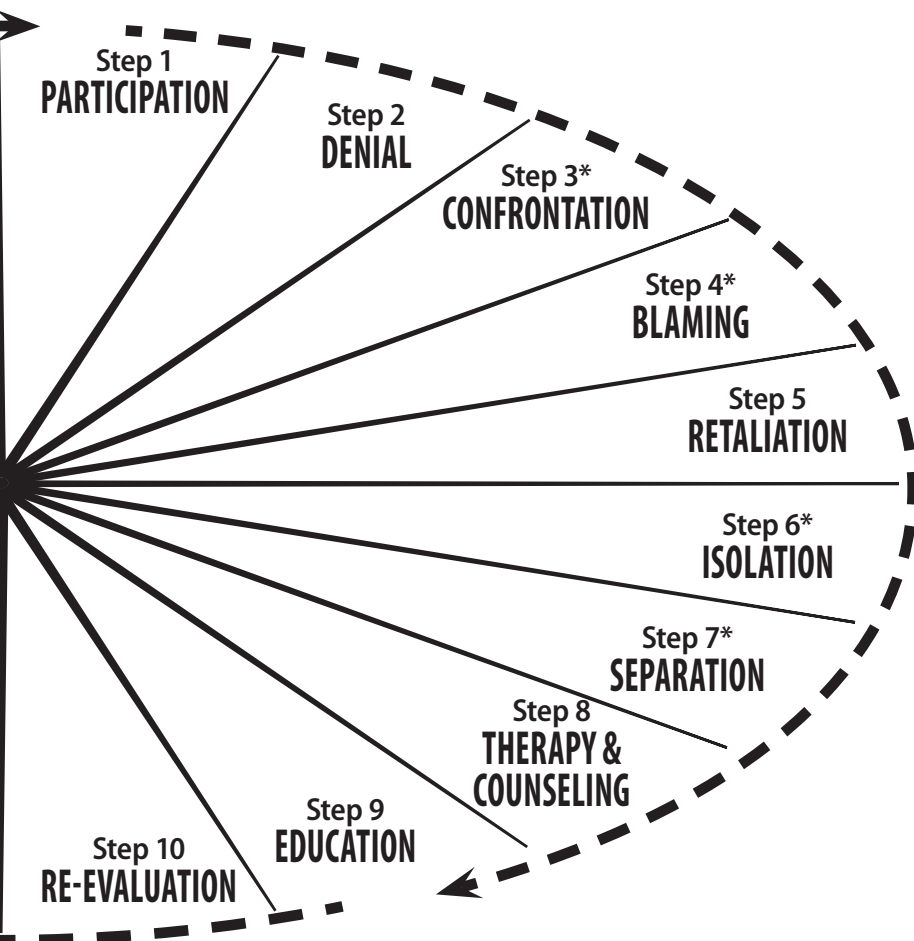 Step 1
PARTICIPATION
Step 2
DENIAL
Step 3*
CONFRONTATION
Step 4*
BLAMING
Step 5
RETALIATION
Step 6*
ISOLATION
Step 7*
SEPARATION
Step 8
THERAPY &
COUNSELING
Step 9
EDUCATION
Step 10
RE-EVALUATION